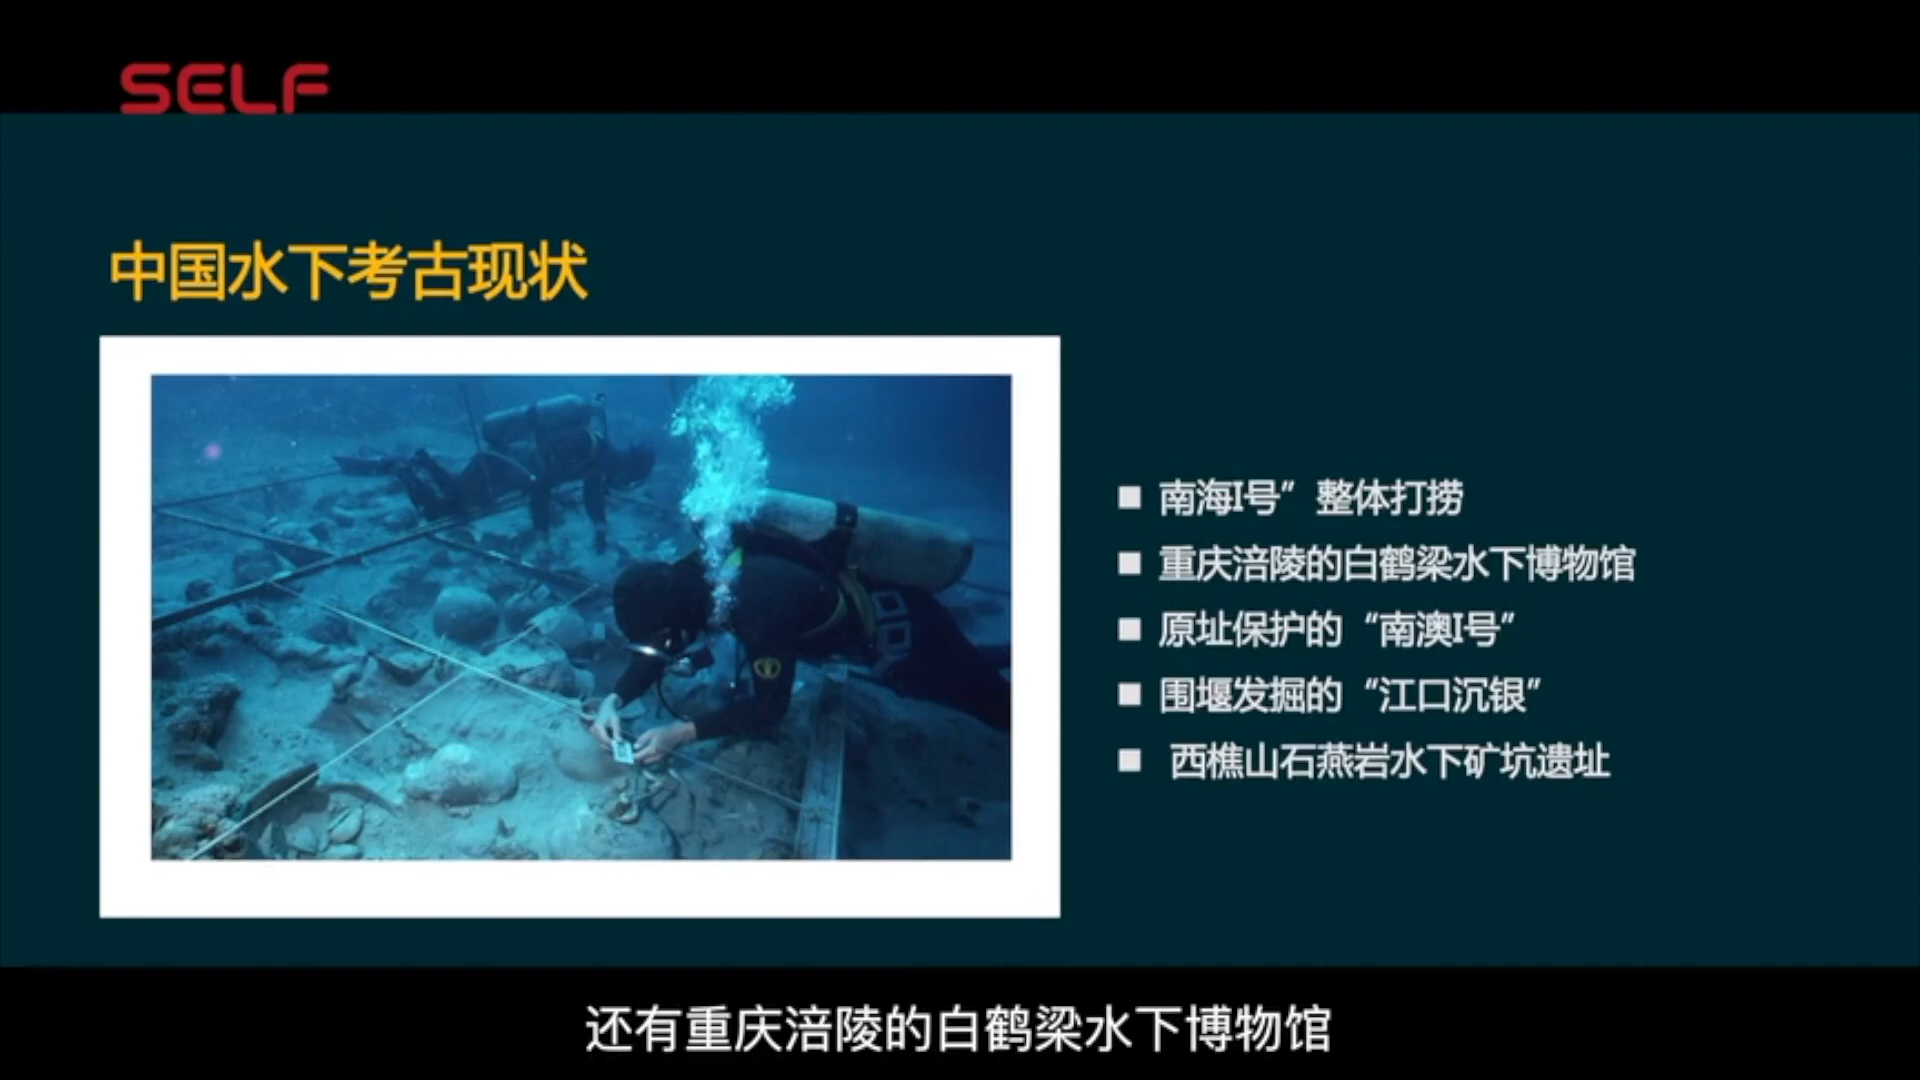 SELF
中国水下考古现状
■ 南海I号”整体打捞
■ 重庆涪陵的白鹤梁水下博物馆
■ 原址保护的“南澳I号”
■ 围堰发掘的“江口沉银”
■ 西樵山石燕岩水下矿坑遗址
还有重庆涪陵的白鹤梁水下博物馆